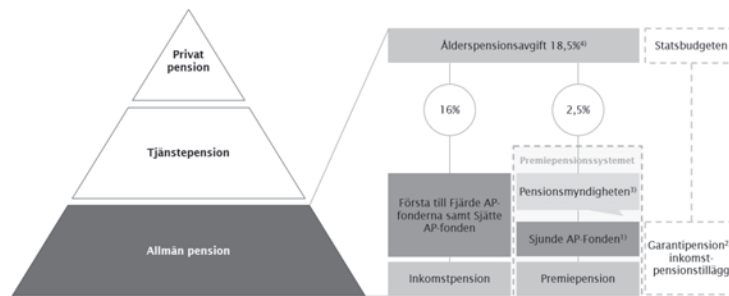 Privat
pension
Tjänstepension
Allmän pension
Ålderspensionsavgift 18,5%⁴⁾
Statsbudgeten
16%
2,5%
Premiepensionssystemet
Första till Fjärde AP-
fonderna samt Sjätte
AP-fonden
Pensionsmyndigheten³⁾
Sjunde AP-Fonden¹⁾
Inkomstpension
Premiepension
Garantipension²
inkomst-
pensionstillägg